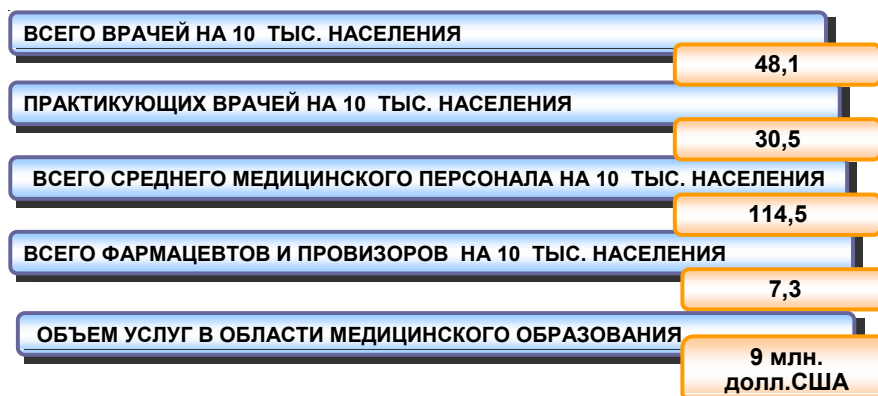 ВСЕГО ВРАЧЕЙ НА 10 ТЫС. НАСЕЛЕНИЯ
48,1
ПРАКТИКУЮЩИХ ВРАЧЕЙ НА 10 ТЫС. НАСЕЛЕНИЯ
30,5
ВСЕГО СРЕДНЕГО МЕДИЦИНСКОГО ПЕРСОНАЛА НА 10 ТЫС. НАСЕЛЕНИЯ
114,5
ВСЕГО ФАРМАЦЕВТОВ И ПРОВИЗОРОВ НА 10 ТЫС. НАСЕЛЕНИЯ
7,3
ОБЪЕМ УСЛУГ В ОБЛАСТИ МЕДИЦИНСКОГО ОБРАЗОВАНИЯ
9 млн.
долл.США